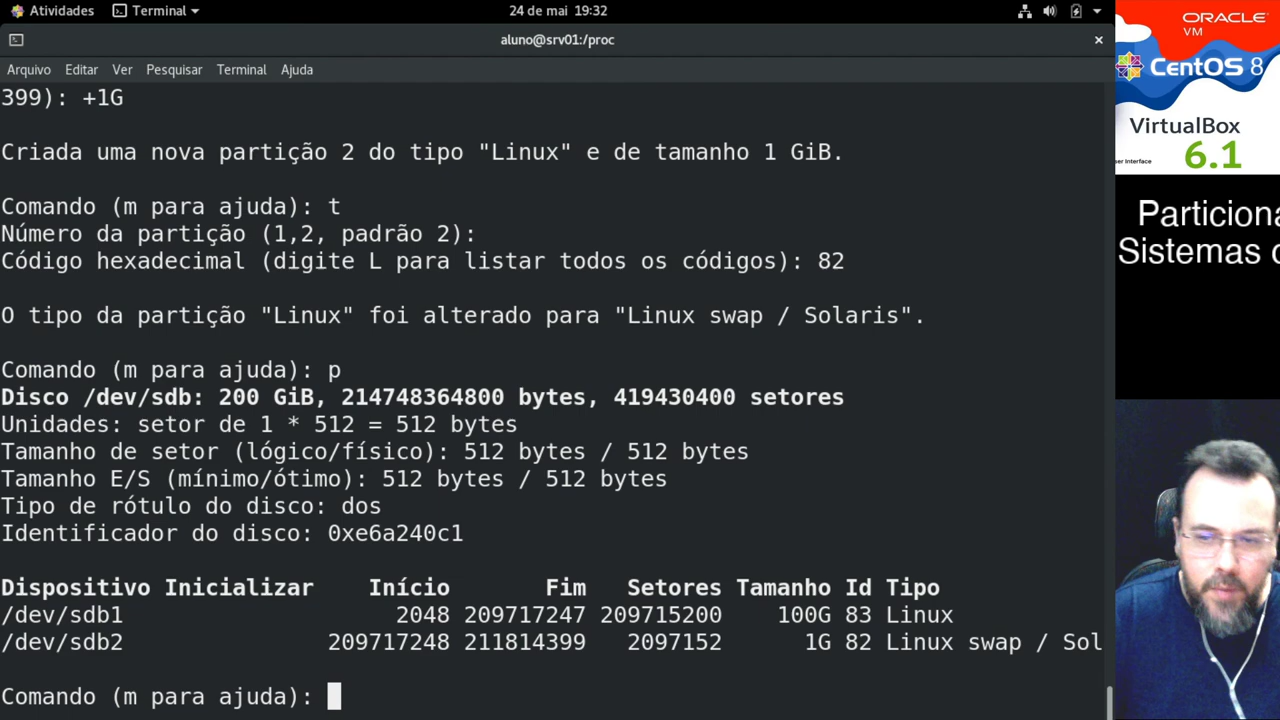 Atividades Terminal 24 de mai 19:32
aluno@srv01:/proc
Arquivo Editar Ver Pesquisar Terminal Ajuda
399): +1G
Criada uma nova partição 2 do tipo "Linux" e de tamanho 1 GiB.
Comando (m para ajuda): t
Número da partição (1,2, padrão 2):
Código hexadecimal (digite L para listar todos os códigos): 82
O tipo da partição "Linux" foi alterado para "Linux swap / Solaris".
Comando (m para ajuda): p
Disco /dev/sdb: 200 GiB, 214748364800 bytes, 419430400 setores
Unidades: setor de 1 * 512 = 512 bytes
Tamanho de setor (lógico/físico): 512 bytes / 512 bytes
Tamanho E/S (mínimo/ótimo): 512 bytes / 512 bytes
Tipo de rótulo do disco: dos
Identificador do disco: 0xe6a240c1
Dispositivo Inicializar Início Fim Setores Tamanho Id Tipo
/dev/sdb1 2048 209717247 209715200 100G 83 Linux
/dev/sdb2 209717248 211814399 2097152 1G 82 Linux swap / Sol
Comando (m para ajuda):
ORACLE
VM
CentOS 8
VirtualBox
ser Interface 6.1
Particiona
Sistemas d